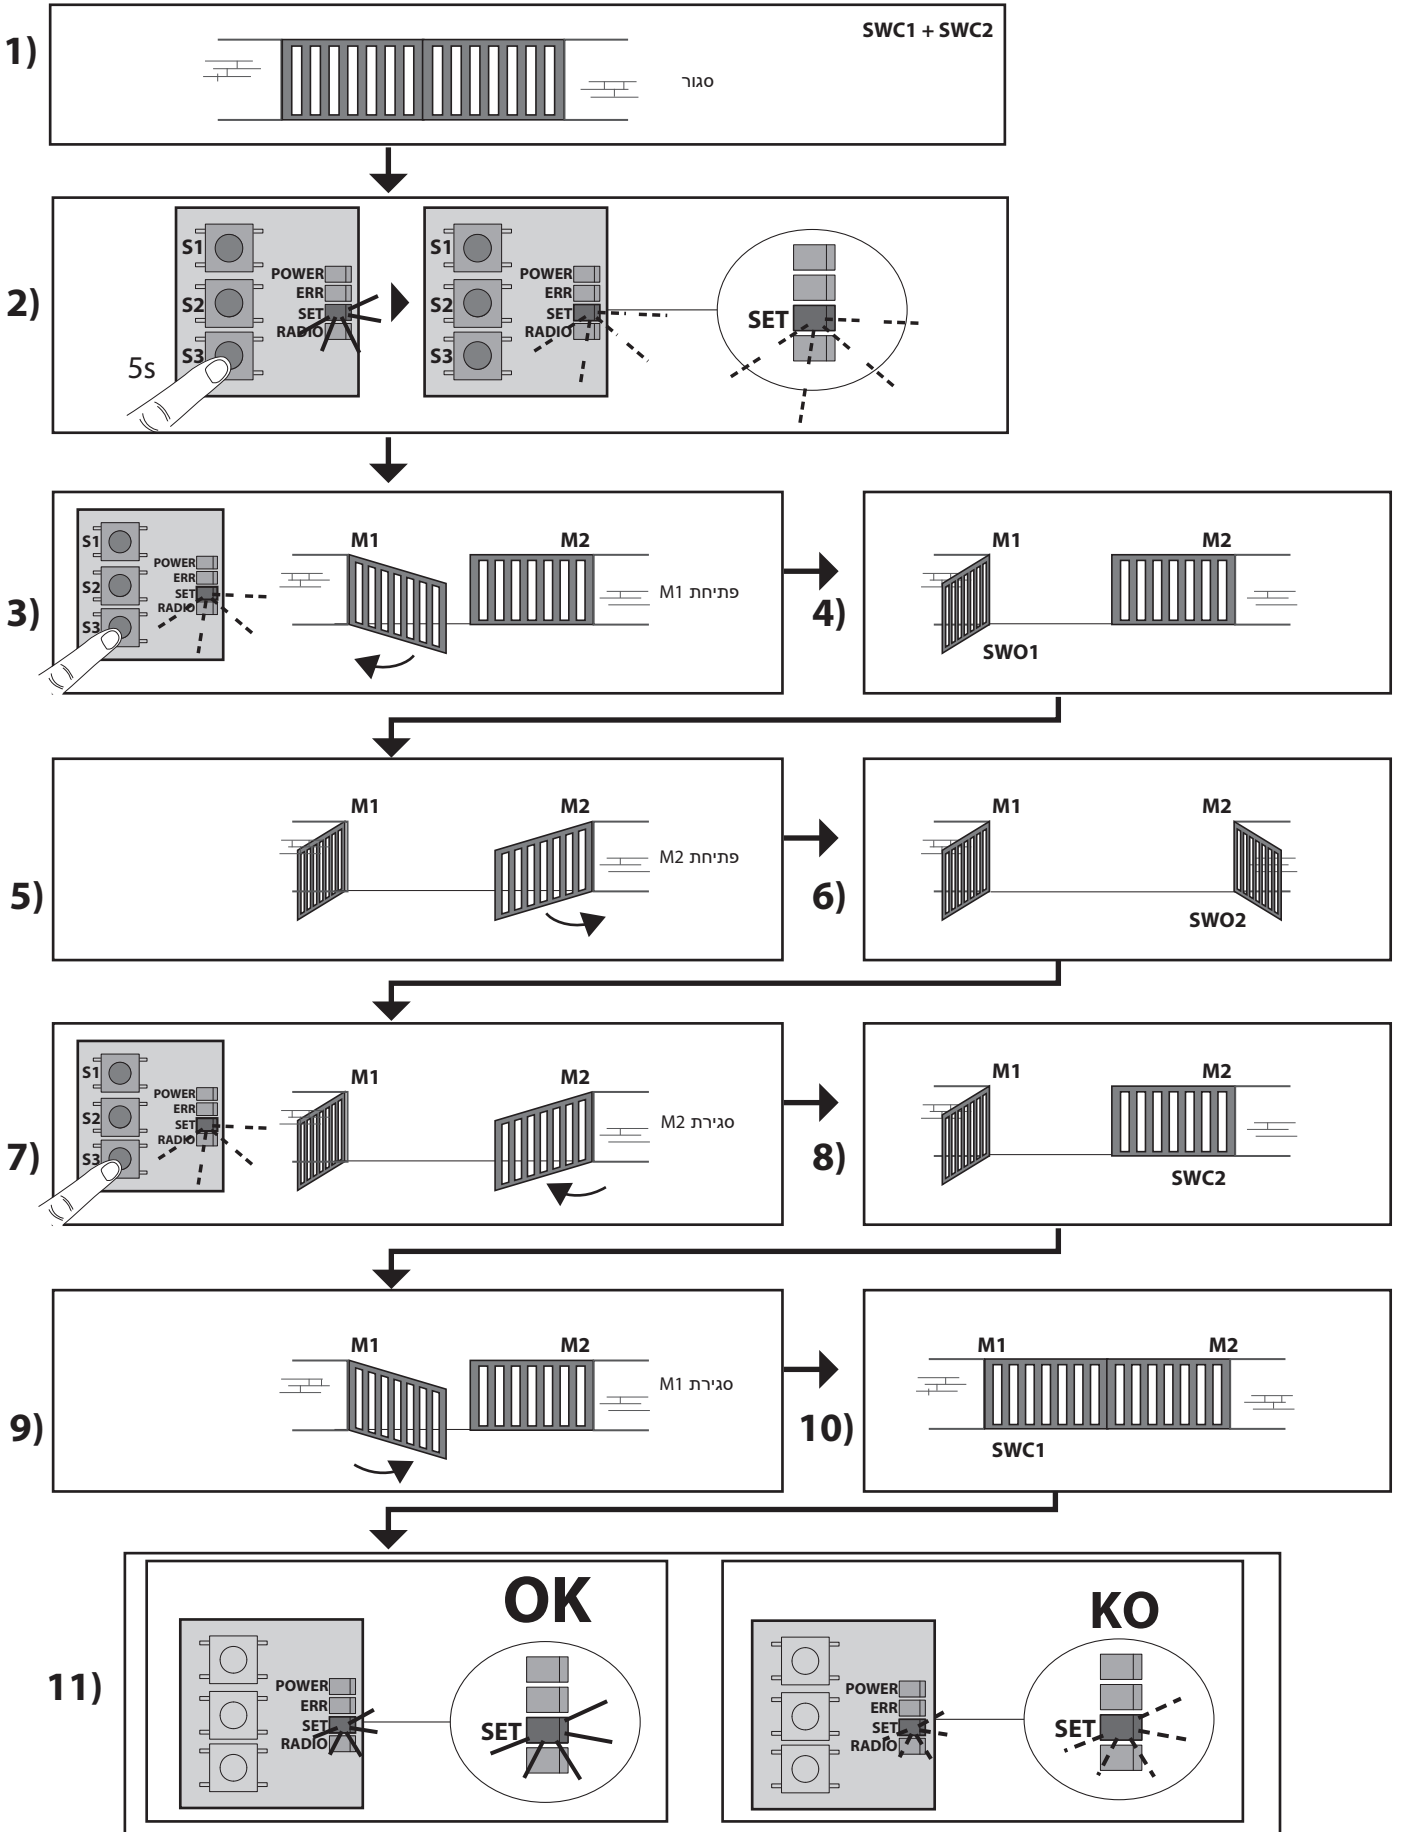 1)
SWC1 + SWC2
סגור
2)
S1
S2
S3
POWER
ERR
SET
RADIO
5s
S1
S2
S3
POWER
ERR
SET
RADIO
SET
3)
S1
S2
S3
POWER
ERR
SET
RADIO
M1
M2
פתיחת M1
4)
M1
M2
SWO1
5)
M1
M2
פתיחת M2
6)
M1
M2
SWO2
7)
S1
S2
S3
POWER
ERR
SET
RADIO
M1
M2
סגירת M2
8)
M1
M2
SWC2
9)
M1
M2
סגירת M1
10)
M1
M2
SWC1
11)
OK
POWER
ERR
SET
RADIO
SET
KO
POWER
ERR
SET
RADIO
SET